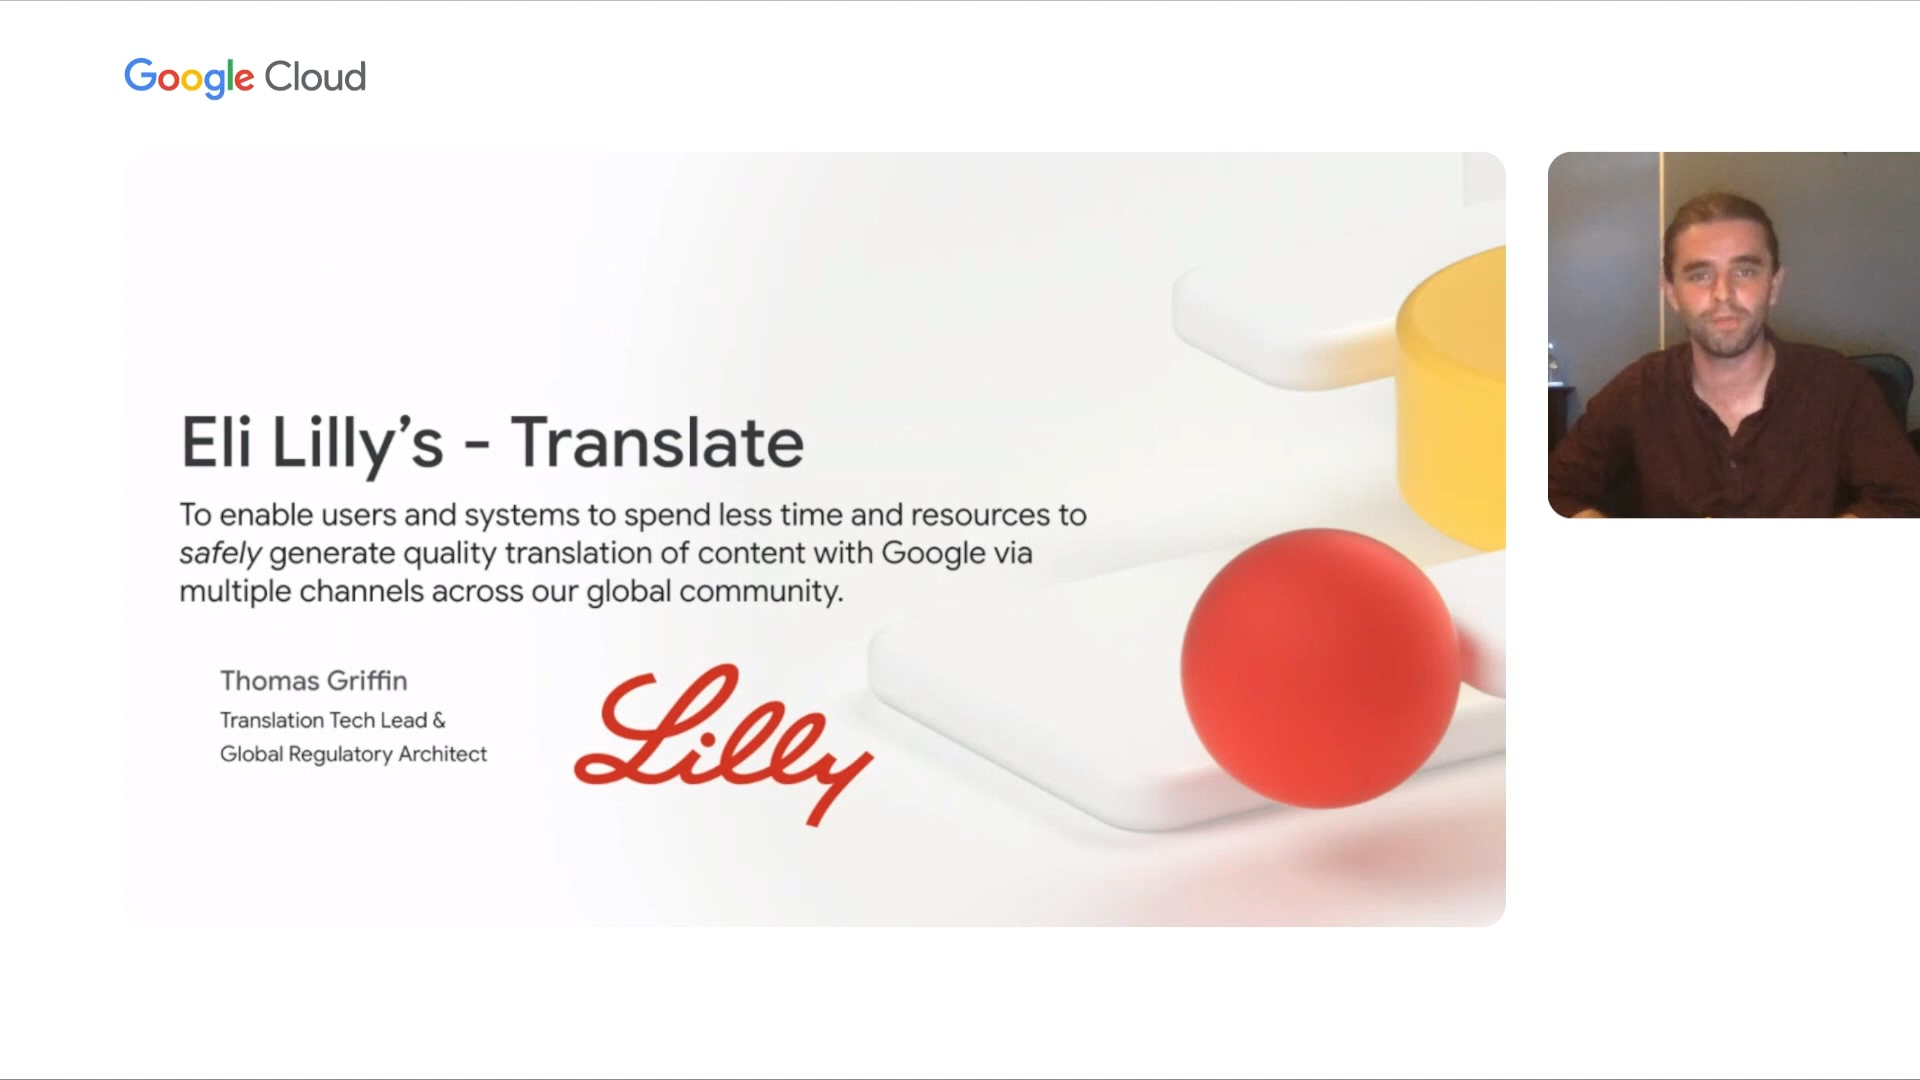 Google Cloud
Eli Lilly’s - Translate
To enable users and systems to spend less time and resources to
safely generate quality translation of content with Google via
multiple channels across our global community.
Thomas Griffin
Translation Tech Lead &
Global Regulatory Architect
Lilly